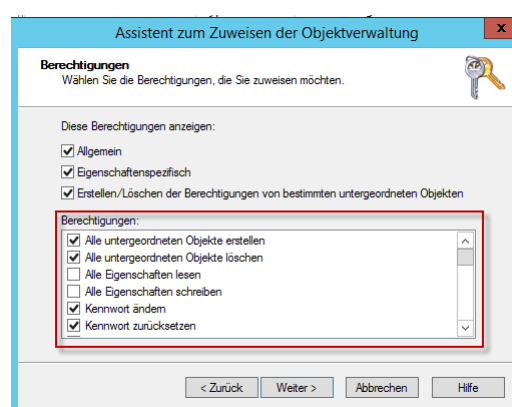 Assistent zum Zuweisen der Objektverwaltung
x
Berechtigungen
Wählen Sie die Berechtigungen, die Sie zuweisen möchten.
Diese Berechtigungen anzeigen:
Allgemein
Eigenschaftenspezifisch
Erstellen/Löschen der Berechtigungen von bestimmten untergeordneten Objekten
Berechtigungen:
Alle untergeordneten Objekte erstellen
Alle untergeordneten Objekte löschen
Alle Eigenschaften lesen
Alle Eigenschaften schreiben
Kennwort ändern
Kennwort zurücksetzen
< Zurück Weiter > Abbrechen Hilfe